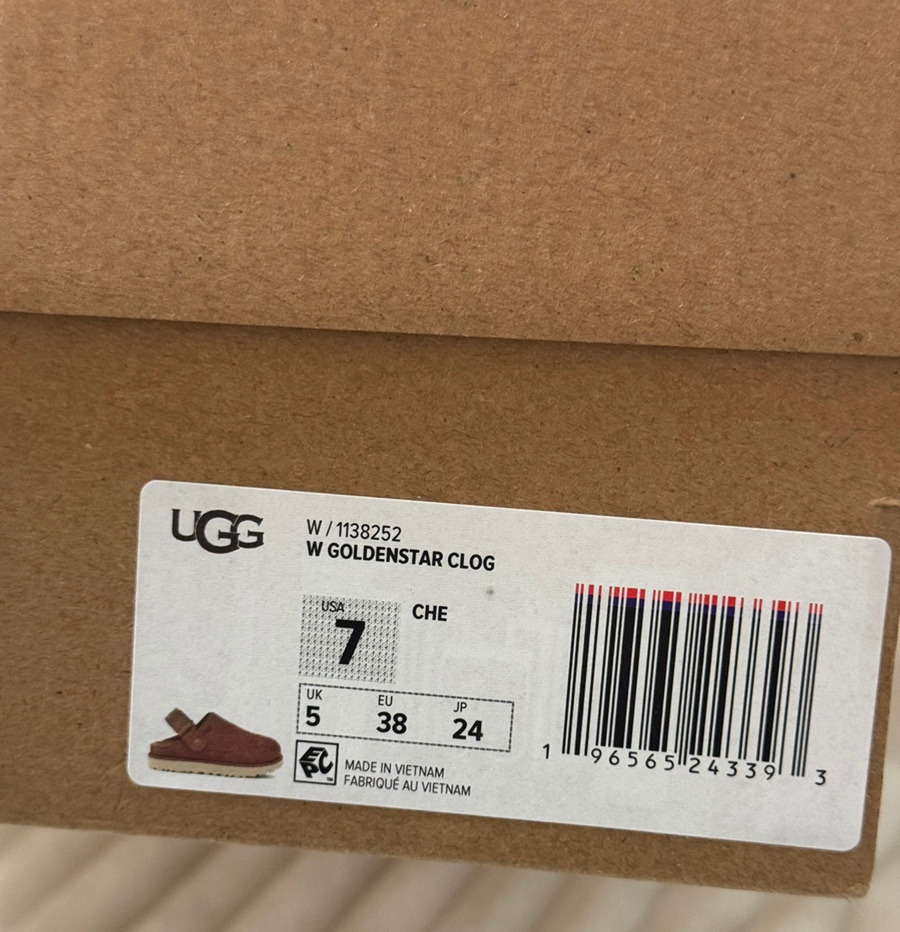 UGG
W / 1138252
W GOLDENSTAR CLOG
USA
7
CHE
UK EU JP
5 38 24
EPC™
MADE IN VIETNAM
FABRIQUÉ AU VIETNAM
1 96565 24339 3